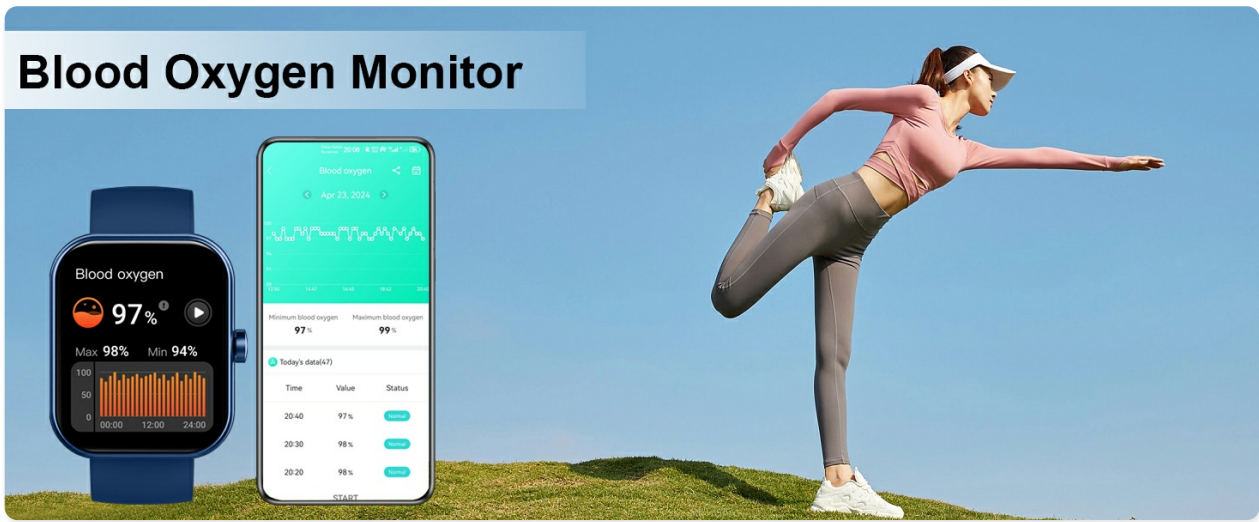 Blood Oxygen Monitor
Blood oxygen
97%
Max 98% Min 94%
100
50
0
00:00 12:00 24:00
20:08
Blood oxygen
Apr 23, 2024
Minimum blood oxygen Maximum blood oxygen
97% 99%
Today's data(47)
Time Value Status
20:40 97% Normal
20:30 98% Normal
20:20 98% Normal
START